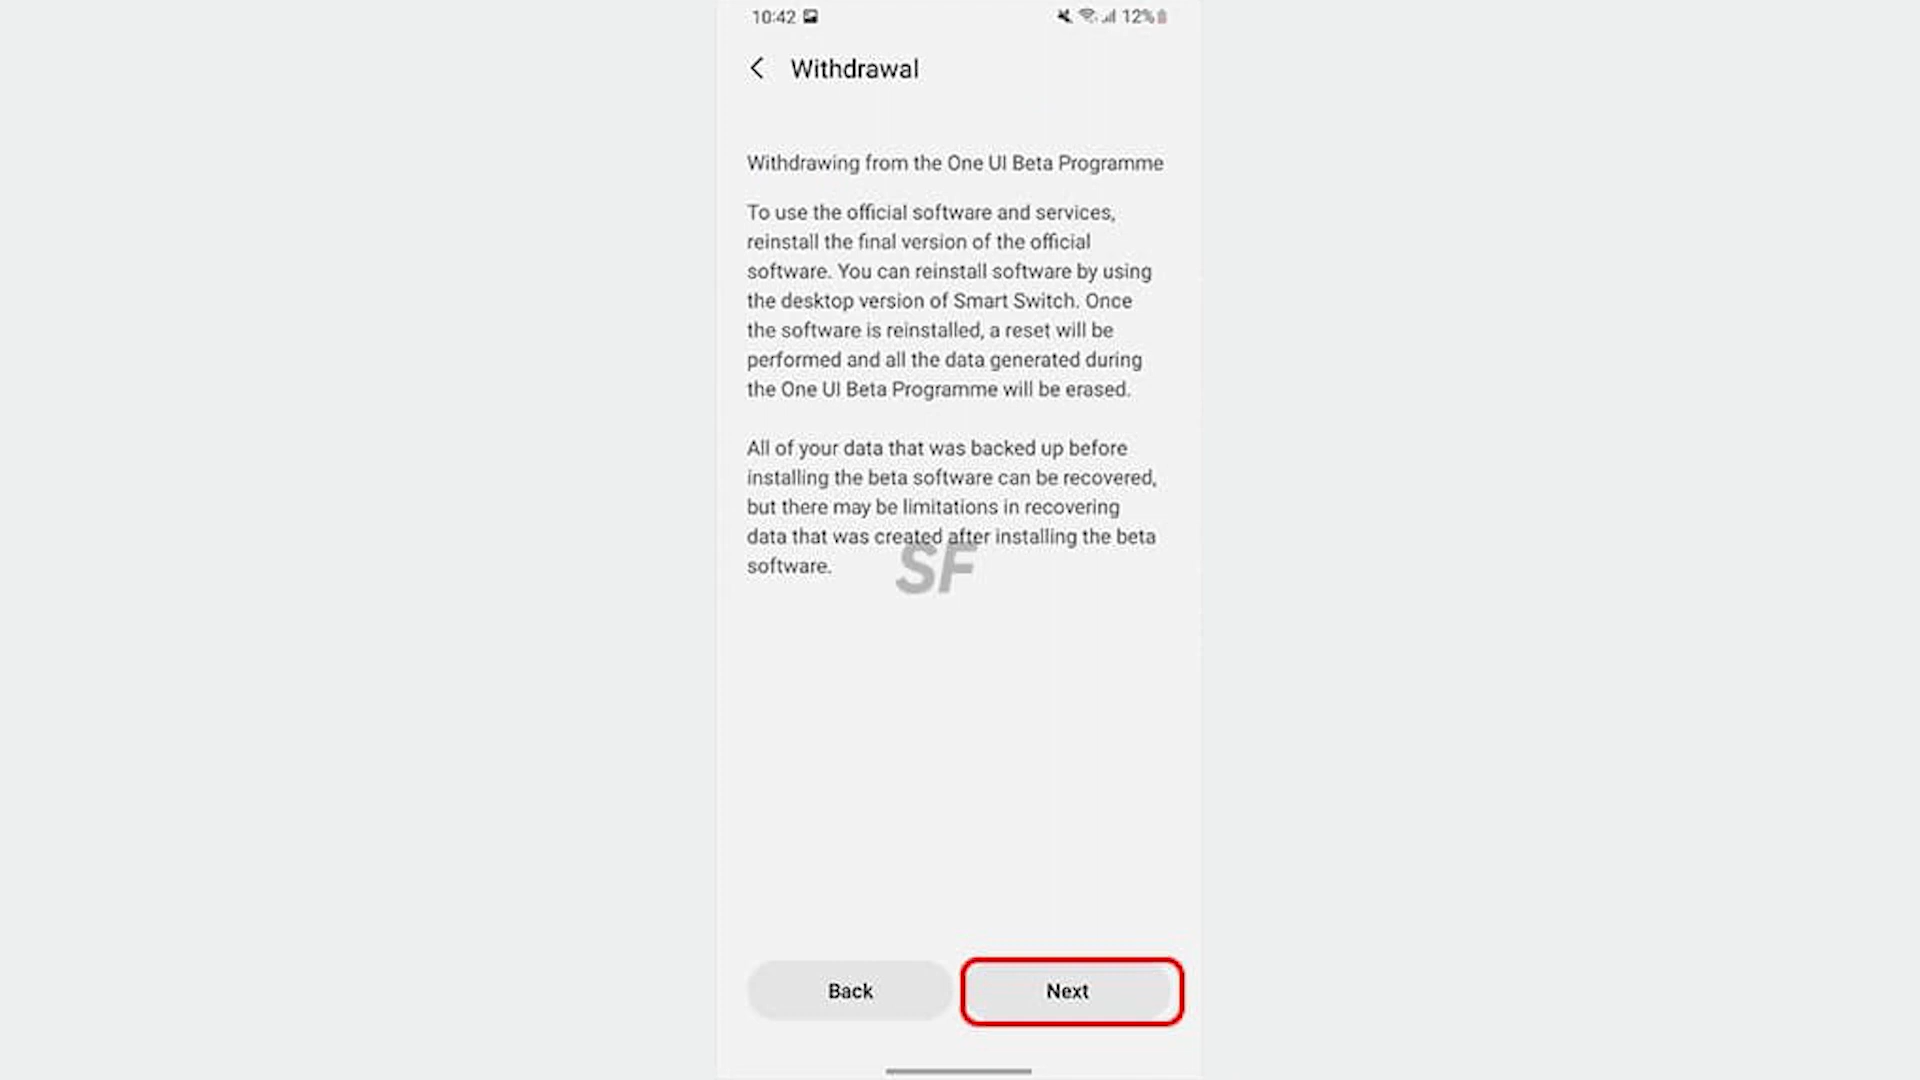 10:42
12%
Withdrawal
Withdrawing from the One UI Beta Programme
To use the official software and services,
reinstall the final version of the official
software. You can reinstall software by using
the desktop version of Smart Switch. Once
the software is reinstalled, a reset will be
performed and all the data generated during
the One UI Beta Programme will be erased.
All of your data that was backed up before
installing the beta software can be recovered,
but there may be limitations in recovering
data that was created after installing the beta
software.
SF
Back
Next